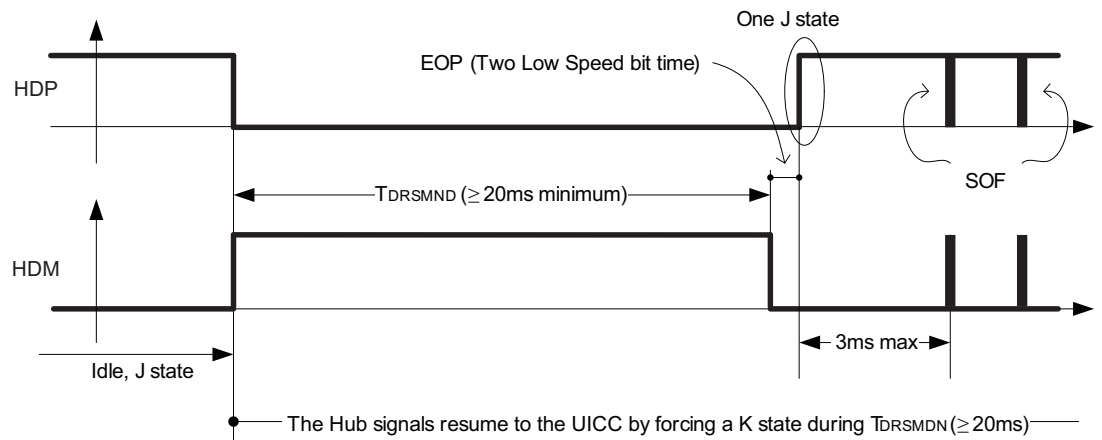 One J state
EOP (Two Low Speed bit time)
HDP
SOF
TDRSMND (≥ 20ms minimum)
HDM
3ms max
Idle, J state
The Hub signals resume to the UICC by forcing a K state during TDRSMDN (≥ 20ms)